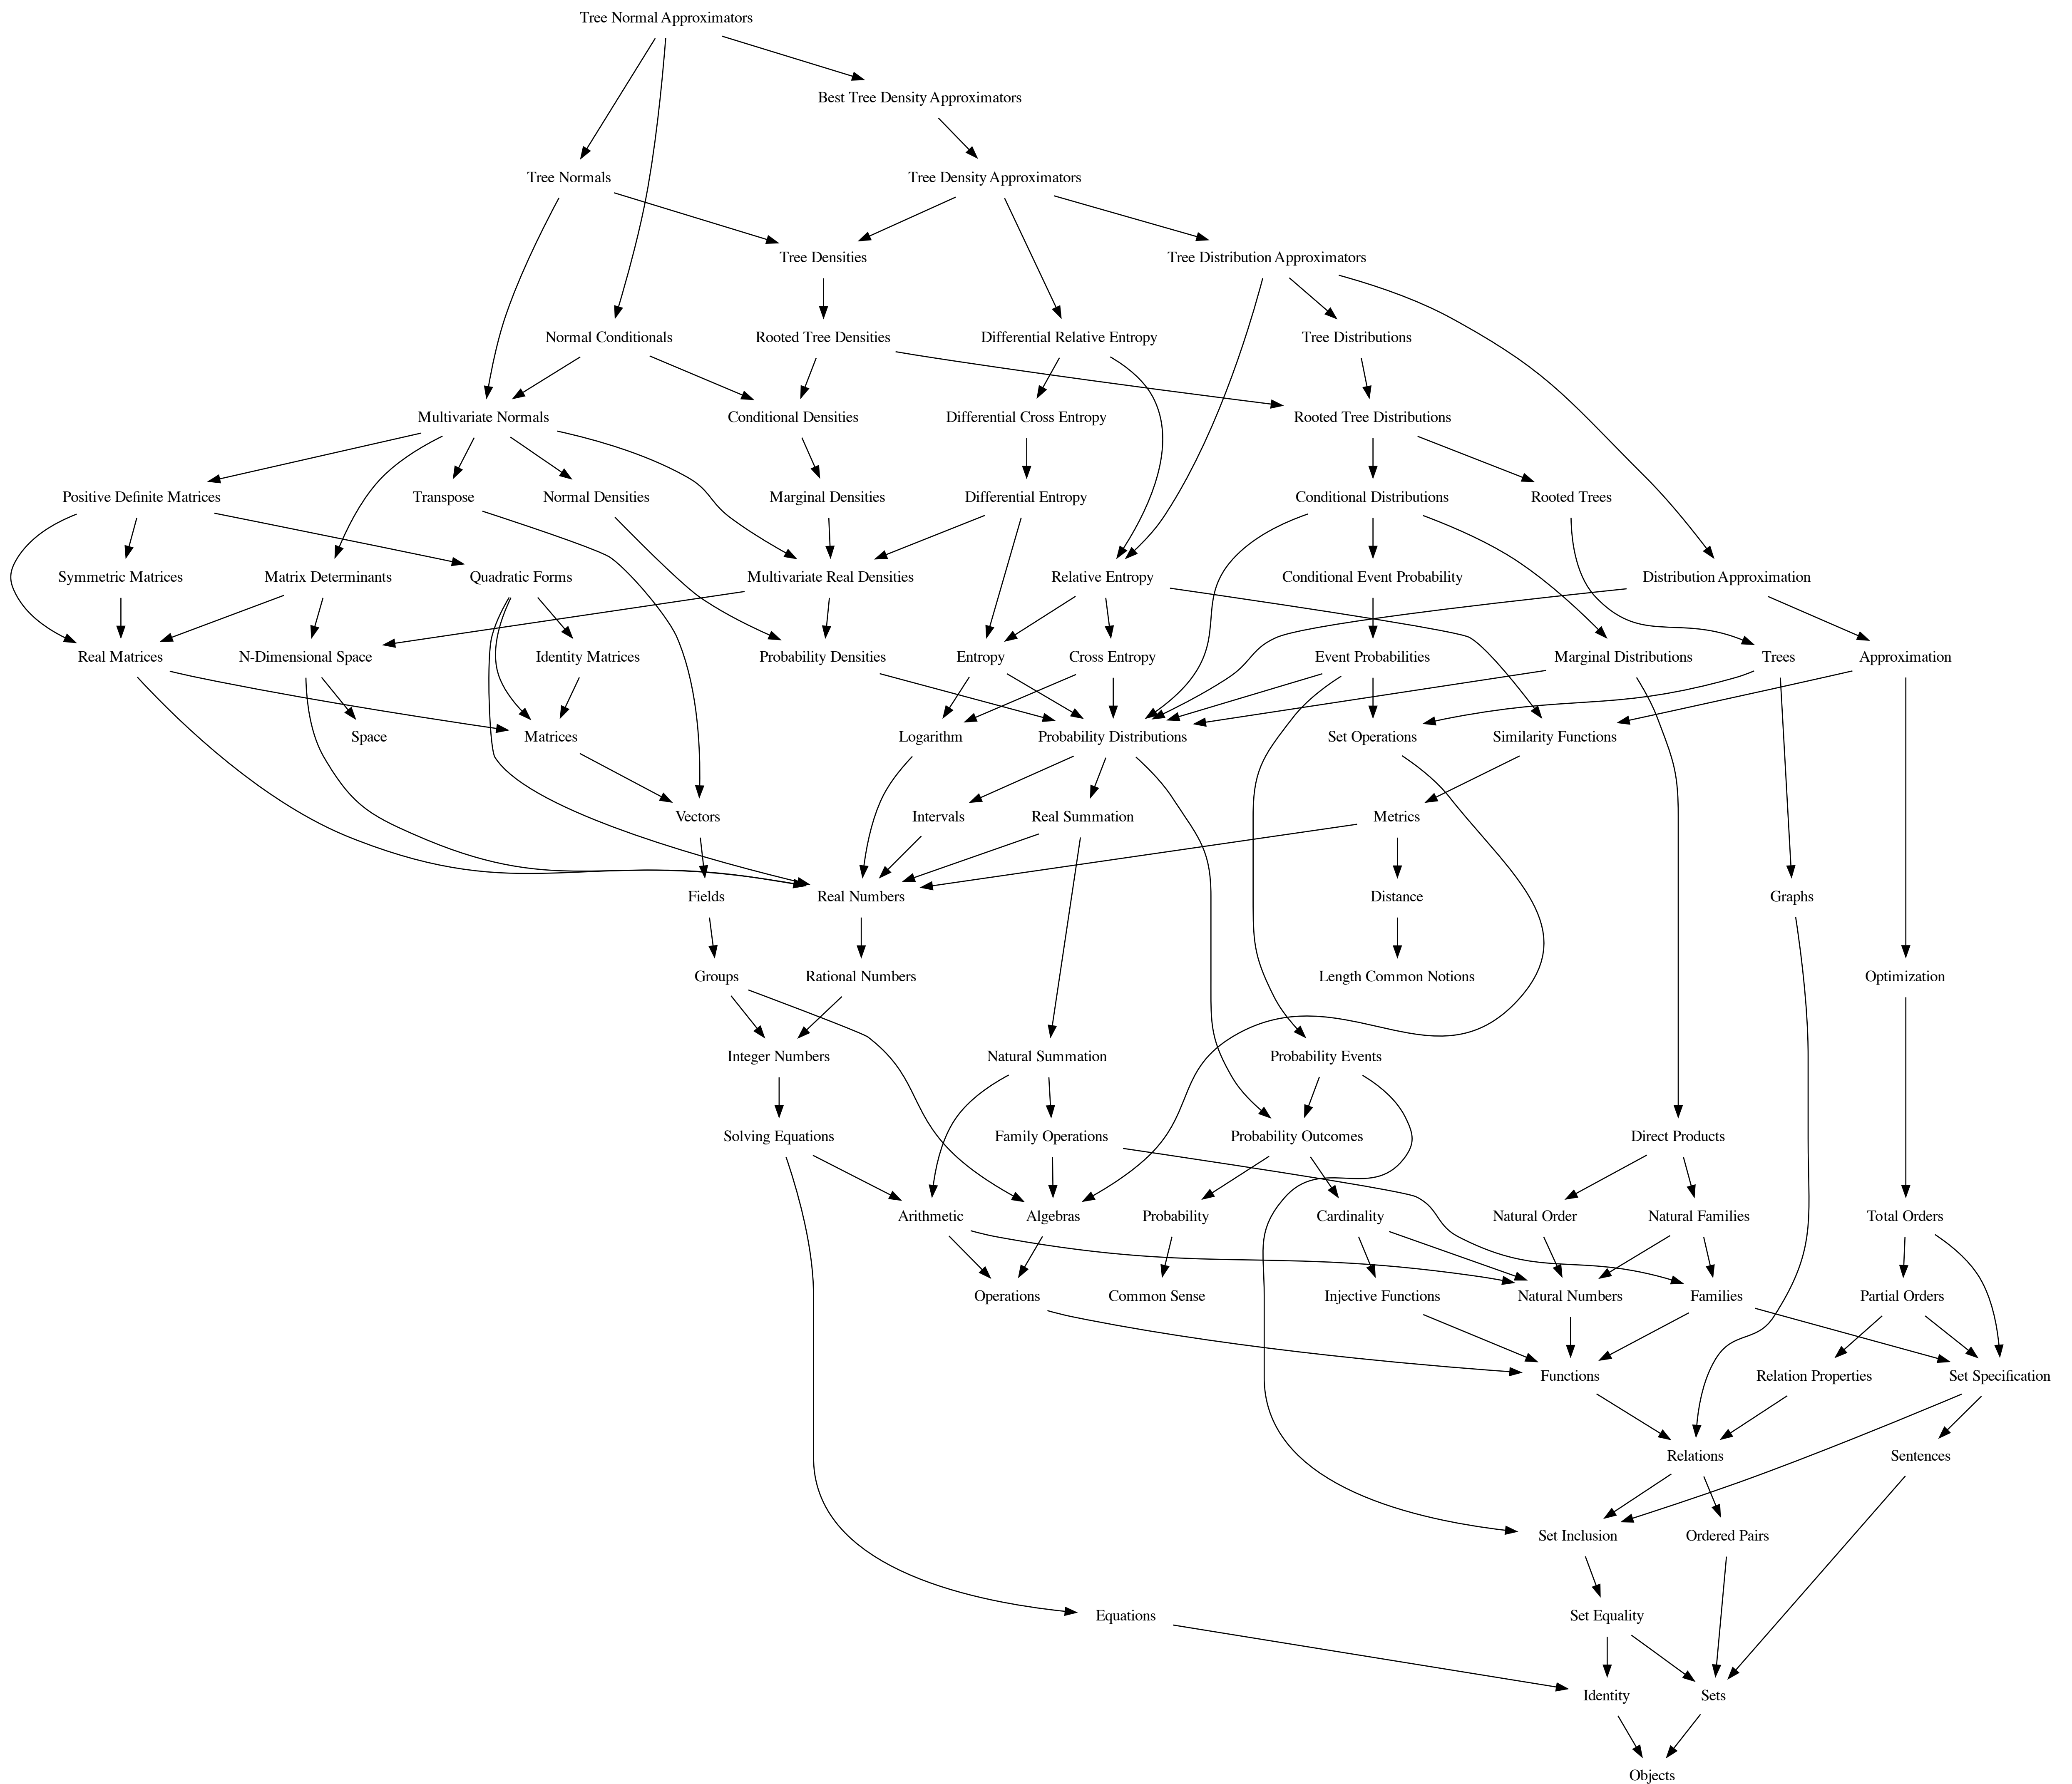 Tree Normal Approximators
Best Tree Density Approximators
Tree Normals
Tree Density Approximators
Tree Densities
Tree Distribution Approximators
Normal Conditionals
Rooted Tree Densities
Differential Relative Entropy
Tree Distributions
Multivariate Normals
Conditional Densities
Differential Cross Entropy
Rooted Tree Distributions
Positive Definite Matrices
Transpose
Normal Densities
Marginal Densities
Differential Entropy
Conditional Distributions
Rooted Trees
Symmetric Matrices
Matrix Determinants
Quadratic Forms
Multivariate Real Densities
Relative Entropy
Conditional Event Probability
Distribution Approximation
Real Matrices
N-Dimensional Space
Identity Matrices
Probability Densities
Entropy
Cross Entropy
Event Probabilities
Marginal Distributions
Trees
Approximation
Space
Matrices
Logarithm
Probability Distributions
Set Operations
Similarity Functions
Vectors
Intervals
Real Summation
Metrics
Fields
Real Numbers
Distance
Graphs
Groups
Rational Numbers
Length Common Notions
Optimization
Integer Numbers
Natural Summation
Probability Events
Solving Equations
Family Operations
Probability Outcomes
Direct Products
Arithmetic
Algebras
Probability
Cardinality
Natural Order
Natural Families
Total Orders
Operations
Common Sense
Injective Functions
Natural Numbers
Families
Partial Orders
Functions
Relation Properties
Set Specification
Relations
Sentences
Set Inclusion
Ordered Pairs
Equations
Set Equality
Identity
Sets
Objects